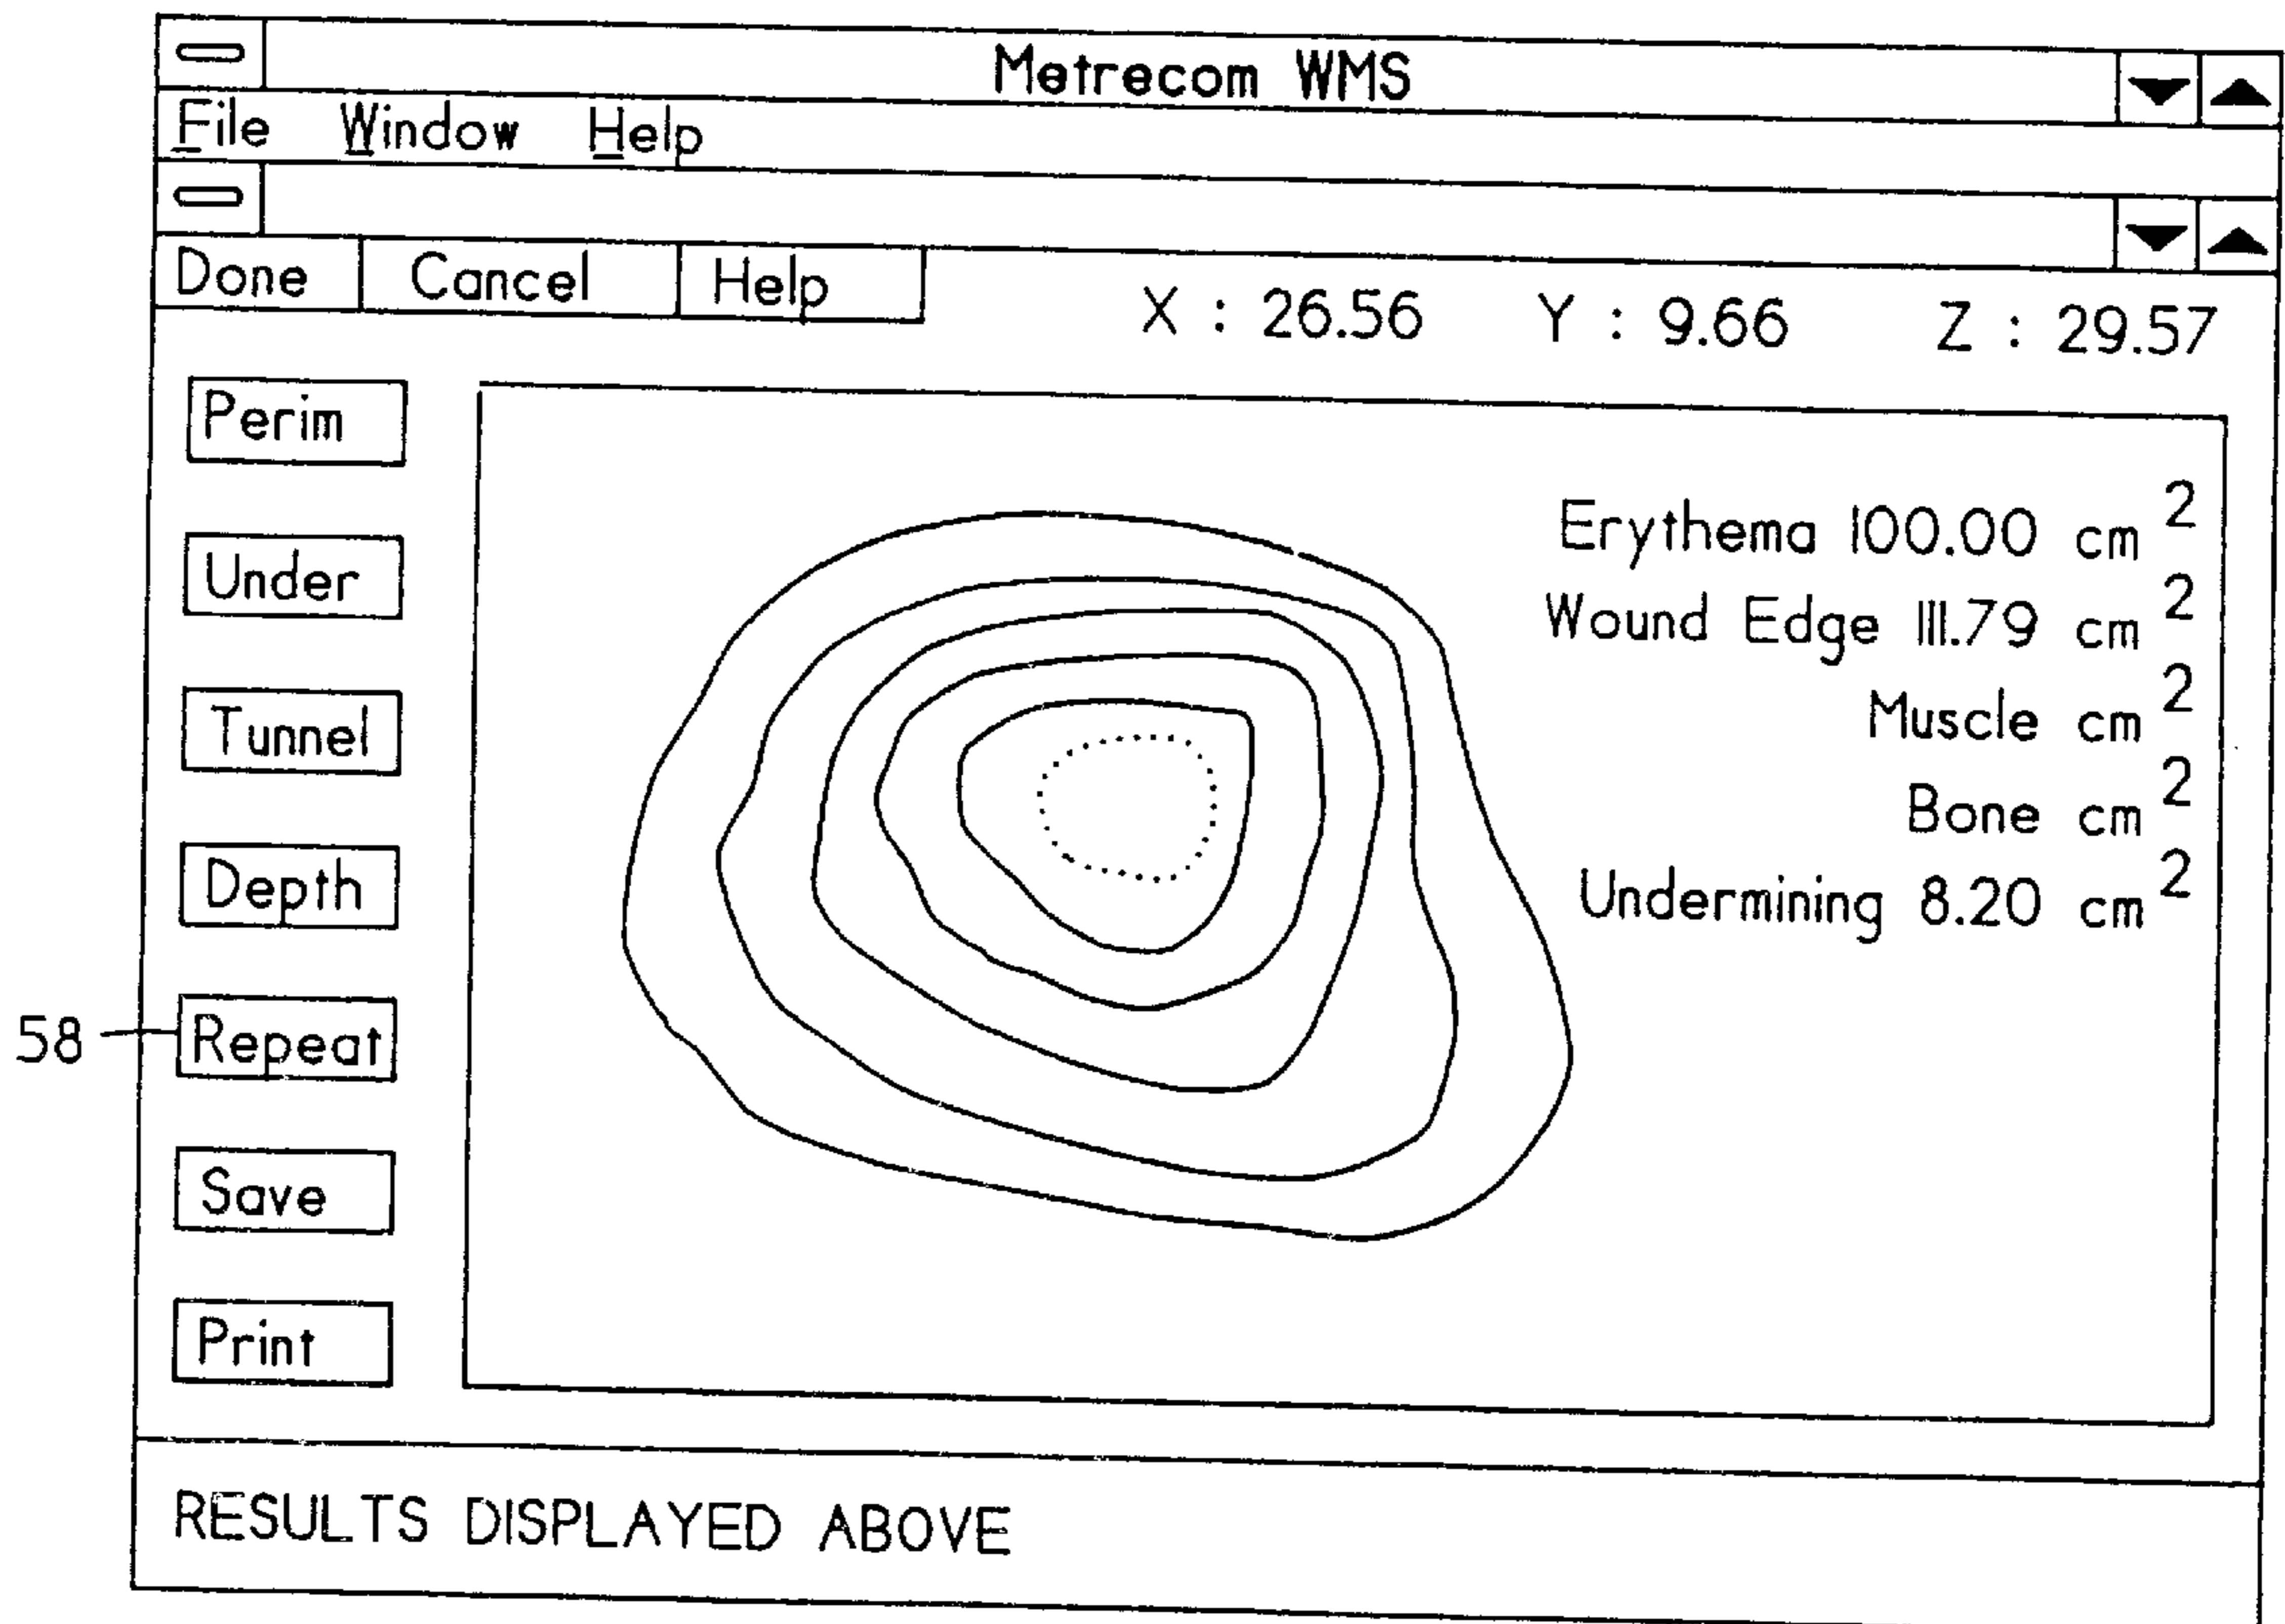 Metrecom WMS
File Window Help
Done Cancel Help
X : 26.56 Y : 9.66 Z : 29.57
Perim
Under
Tunnel
Depth
58 Repeat
Save
Print
Erythema 100.00 cm 2
Wound Edge 111.79 cm 2
Muscle cm 2
Bone cm 2
Undermining 8.20 cm 2
RESULTS DISPLAYED ABOVE